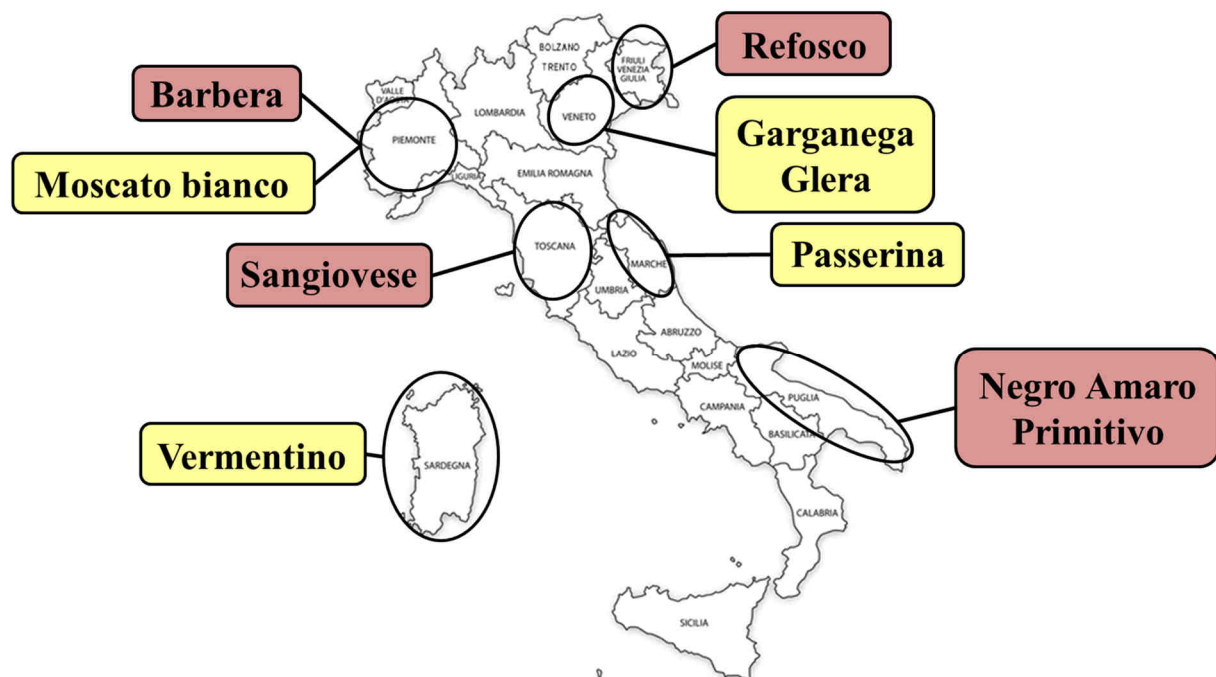 Refosco
Barbera
Garganega
Glera
Moscato bianco
Passerina
Sangiovese
Negro Amaro
Primitivo
Vermentino
BOLZANO
TRENTO
FRIULI
VENEZIA
GIULIA
VALLE
D'AOSTA
LOMBARDIA
VENETO
PIEMONTE
LIGURIA
EMILIA ROMAGNA
TOSCANA
MARCHE
UMBRIA
ABRUZZO
LAZIO
MOLISE
PUGLIA
CAMPANIA
BASILICATA
SARDEGNA
CALABRIA
SICILIA